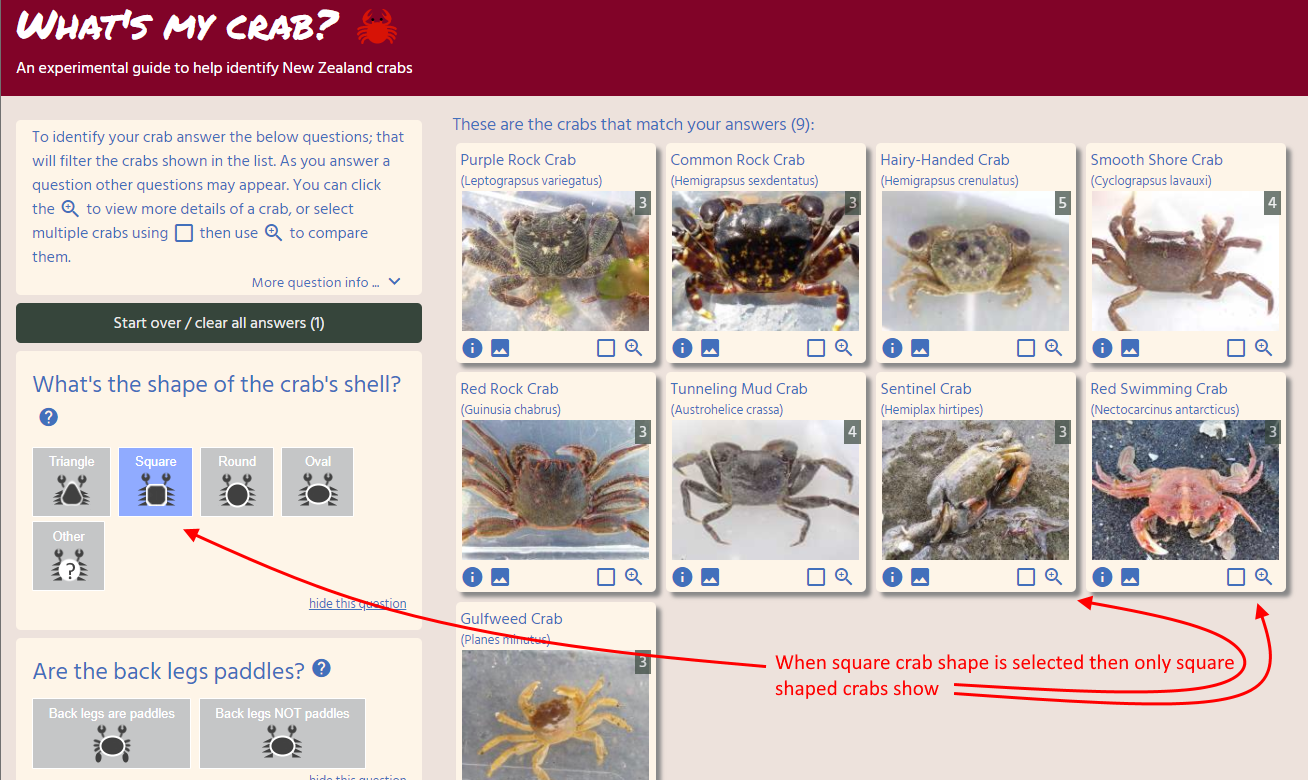 What's my crab?
An experimental guide to help identify New Zealand crabs
To identify your crab answer the below questions; that
will filter the crabs shown in the list. As you answer a
question other questions may appear. You can click
the to view more details of a crab, or select
multiple crabs using then use to compare
them.
More question info ...
Start over / clear all answers (1)
What's the shape of the crab's shell?
?
Triangle
Square
Round
Oval
Other
?
hide this question
Are the back legs paddles? ?
Back legs are paddles
Back legs NOT paddles
hide this question
These are the crabs that match your answers (9):
Purple Rock Crab
(Leptograpsus variegatus)
3
Common Rock Crab
(Hemigrapsus sexdentatus)
3
Hairy-Handed Crab
(Hemigrapsus crenulatus)
5
Smooth Shore Crab
(Cyclograpsus lavauxi)
4
Red Rock Crab
(Guinusia chabrus)
3
Tunneling Mud Crab
(Austrohelice crassa)
4
Sentinel Crab
(Hemiplax hirtipes)
3
Red Swimming Crab
(Nectocarcinus antarcticus)
3
Gulfweed Crab
(Planes minutus)
3
When square crab shape is selected then only square
shaped crabs show